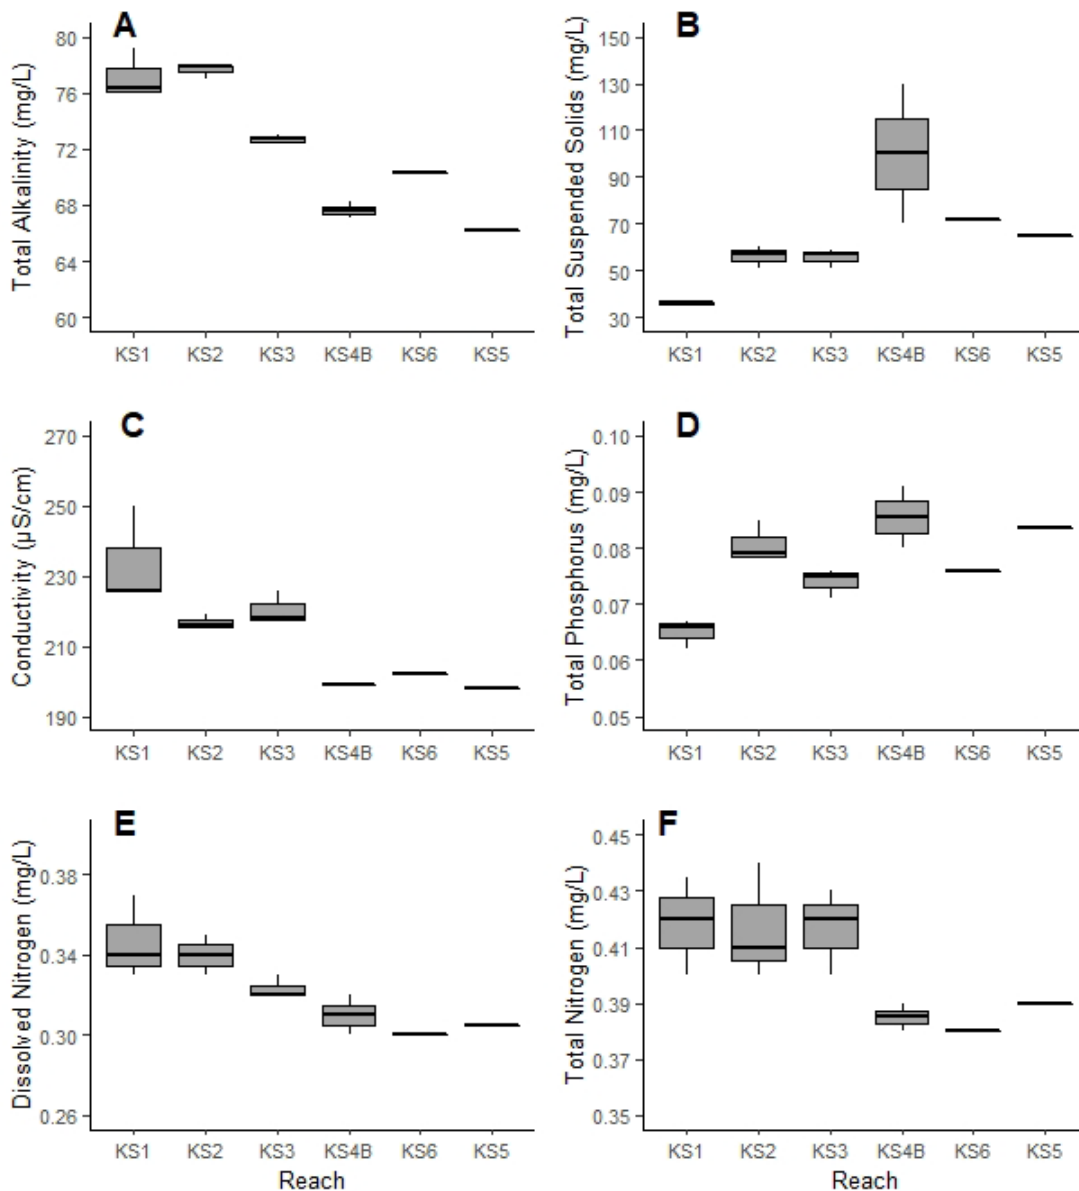 A
Total Alkalinity (mg/L)
80
76
72
68
64
60
KS1 KS2 KS3 KS4B KS6 KS5
B
Total Suspended Solids (mg/L)
150
130
110
90
70
50
30
KS1 KS2 KS3 KS4B KS6 KS5
C
Conductivity (µS/cm)
270
250
230
210
190
KS1 KS2 KS3 KS4B KS6 KS5
D
Total Phosphorus (mg/L)
0.10
0.09
0.08
0.07
0.06
0.05
KS1 KS2 KS3 KS4B KS6 KS5
E
Dissolved Nitrogen (mg/L)
0.38
0.34
0.30
0.26
KS1 KS2 KS3 KS4B KS6 KS5
Reach
F
Total Nitrogen (mg/L)
0.45
0.43
0.41
0.39
0.37
0.35
KS1 KS2 KS3 KS4B KS6 KS5
Reach